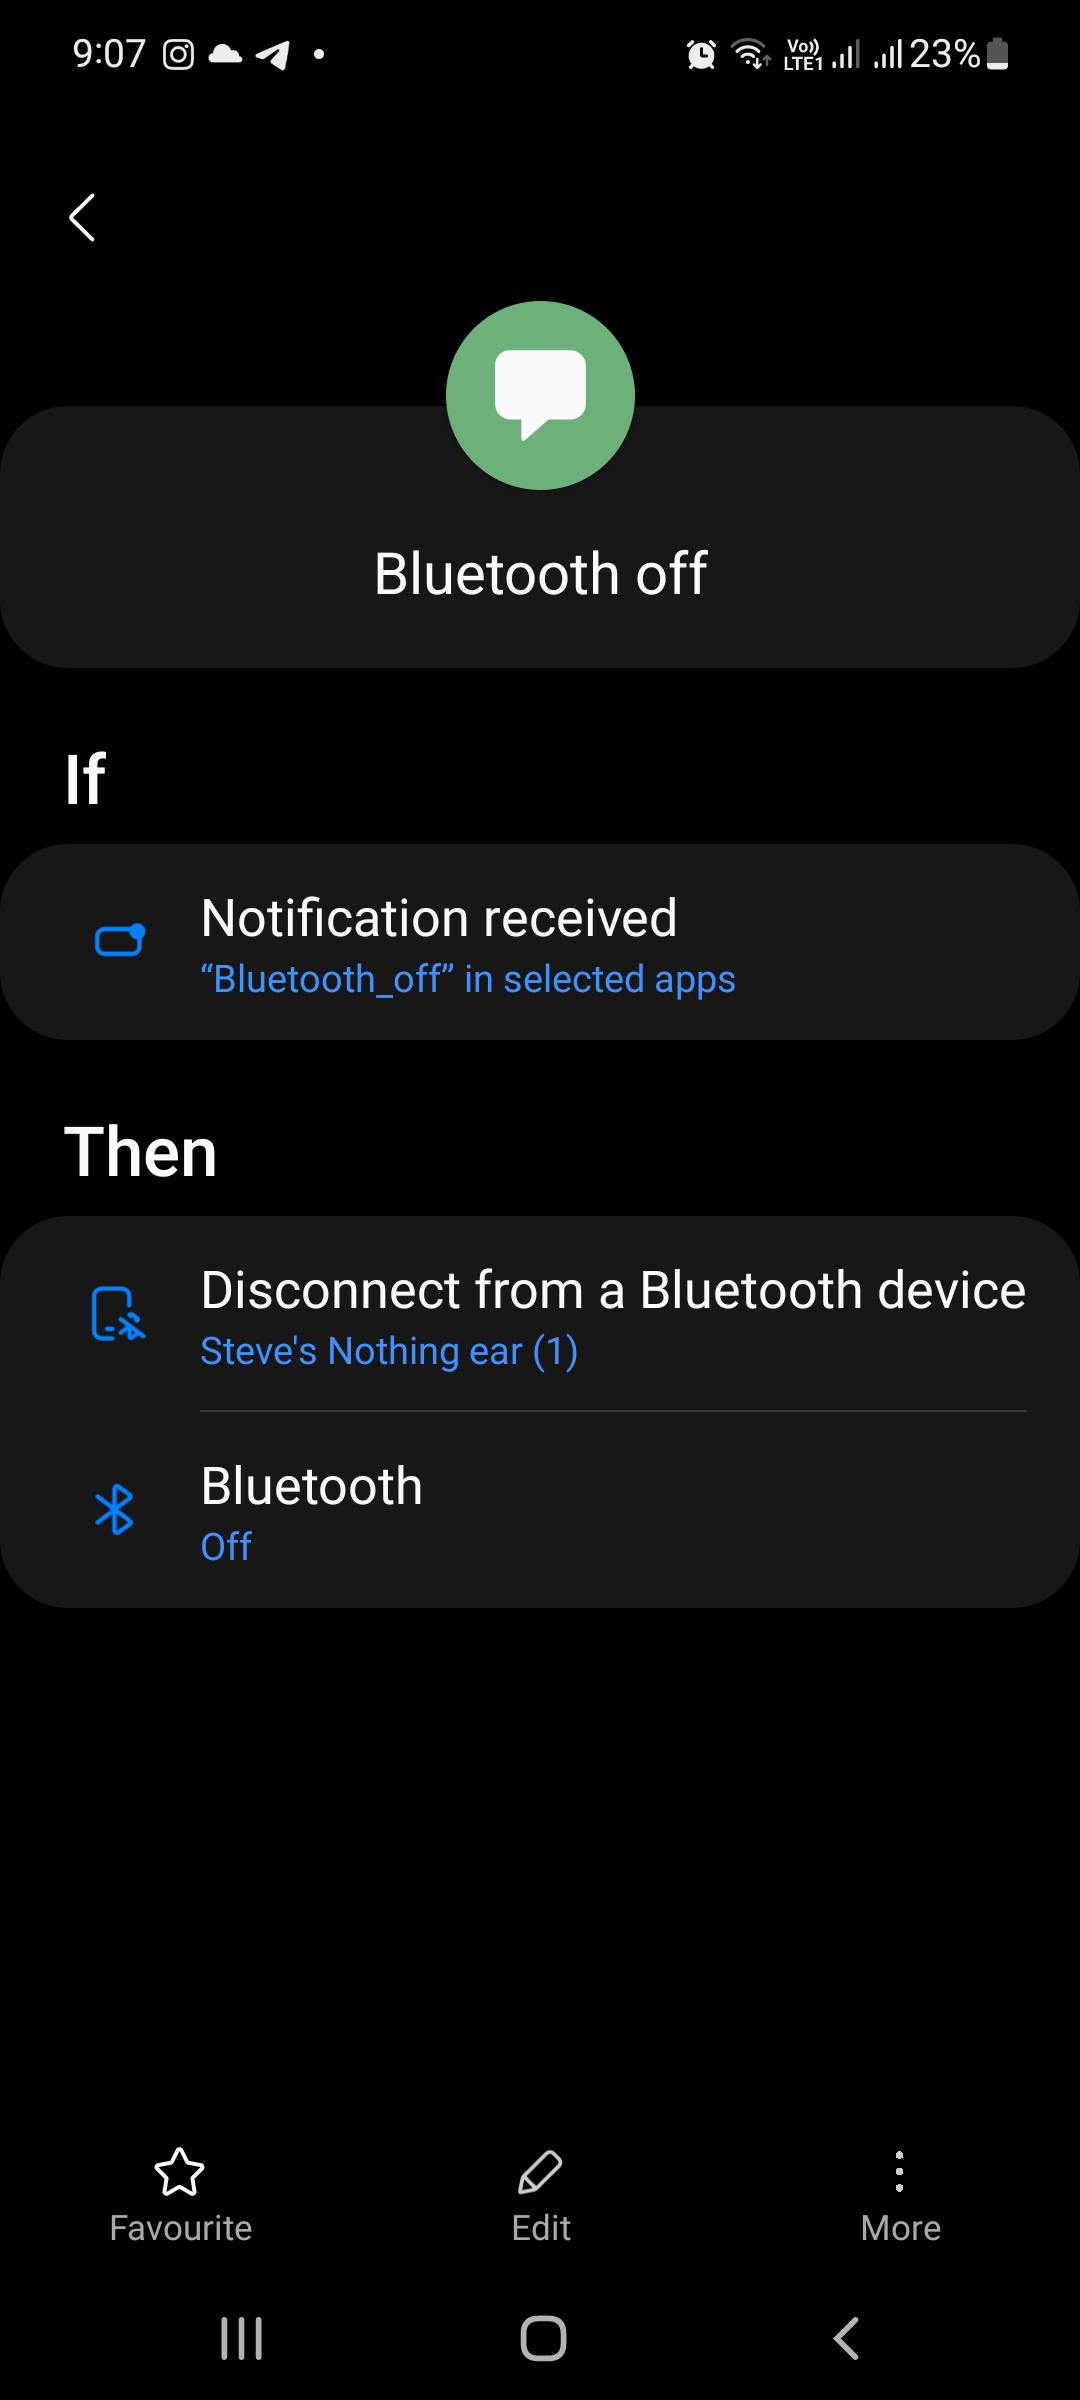 9:07 Vo)) LTE1 23%
Bluetooth off
If
Notification received
“Bluetooth_off” in selected apps
Then
Disconnect from a Bluetooth device
Steve's Nothing ear (1)
Bluetooth
Off
Favourite Edit More